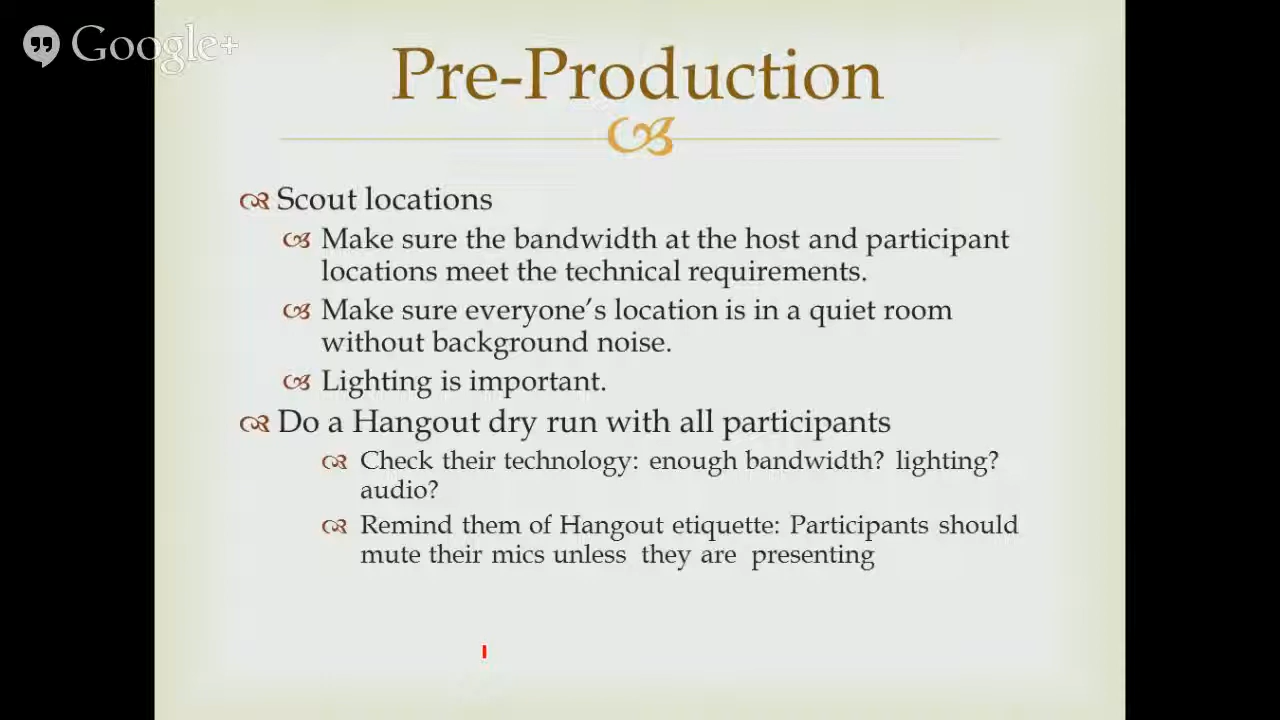 Google+
Pre-Production
Scout locations
Make sure the bandwidth at the host and participant
locations meet the technical requirements.
Make sure everyone’s location is in a quiet room
without background noise.
Lighting is important.
Do a Hangout dry run with all participants
Check their technology: enough bandwidth? lighting?
audio?
Remind them of Hangout etiquette: Participants should
mute their mics unless they are presenting